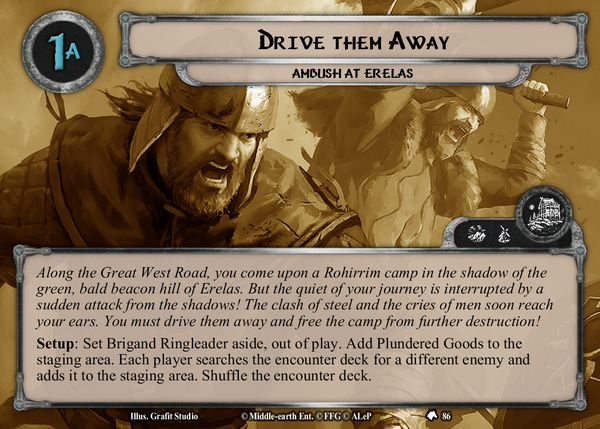 1A
Drive them Away
Ambush at Erelas
Along the Great West Road, you come upon a Rohirrim camp in the shadow of the
green, bald beacon hill of Erelas. But the quiet of your journey is interrupted by a
sudden attack from the shadows! The clash of steel and the cries of men soon reach
your ears. You must drive them away and free the camp from further destruction!
Setup: Set Brigand Ringleader aside, out of play. Add Plundered Goods to the
staging area. Each player searches the encounter deck for a different enemy and
adds it to the staging area. Shuffle the encounter deck.
Illus. Grafit Studio © Middle-earth Ent. © FFG © ALeP 86